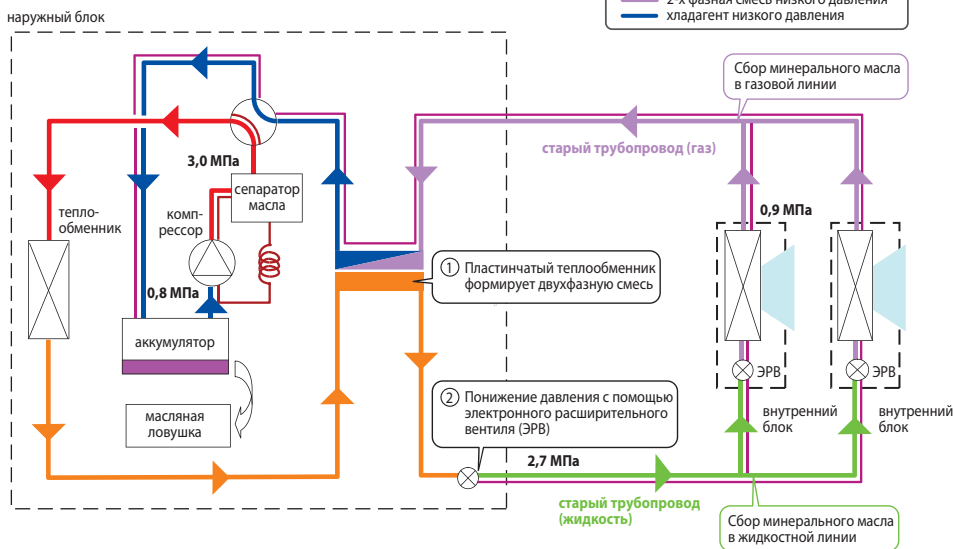 2-х фазная смесь низкого давления
хладагент низкого давления
наружный блок
Сбор минерального масла
в газовой линии
старый трубопровод (газ)
3,0 МПа
сепаратор
масла
тепло-
обменник
комп-
рессор
0,9 МПа
① Пластинчатый теплообменник
формирует двухфазную смесь
0,8 МПа
аккумулятор
ЭРВ
ЭРВ
② Понижение давления с помощью
электронного расширительного
вентиля (ЭРВ)
масляная
ловушка
внутренний
блок
внутренний
блок
2,7 МПа
старый трубопровод
(жидкость)
Сбор минерального масла
в жидкостной линии